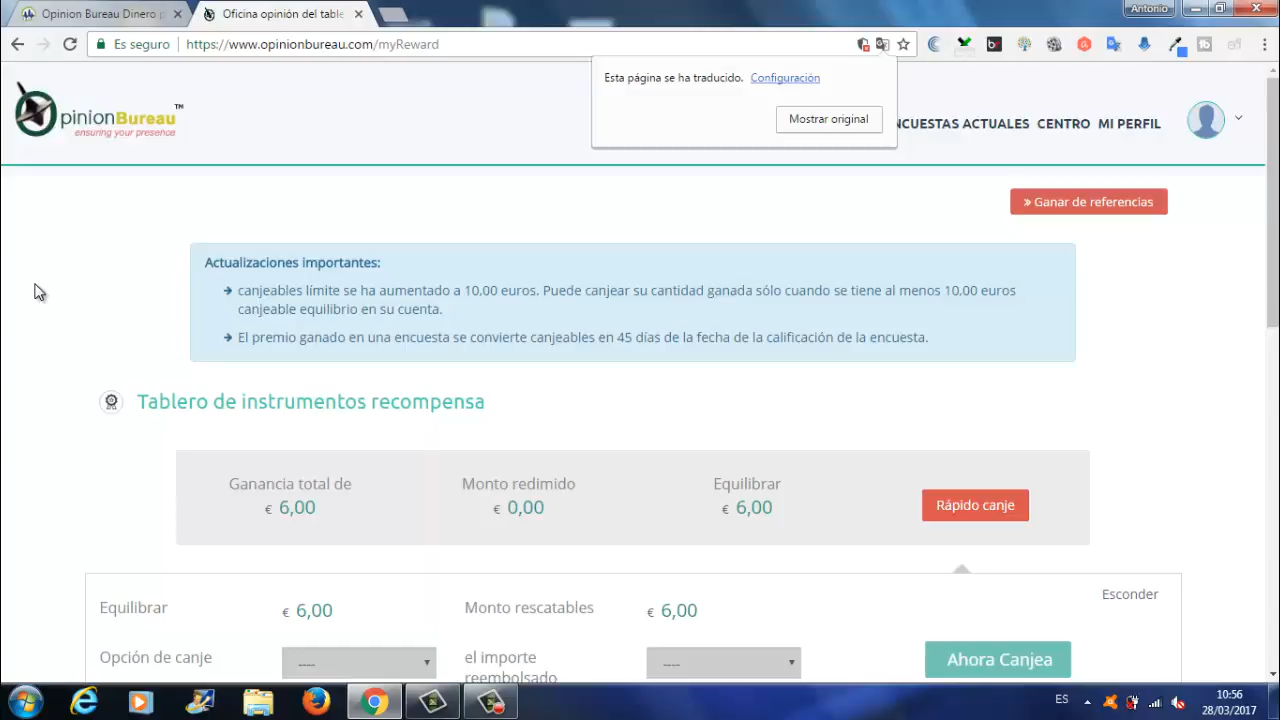 Opinion Bureau Dinero p
Oficina opinión del table
Antonio
Es seguro
https://www.opinionbureau.com/myReward
Esta página se ha traducido. Configuración
Mostrar original
pinionBureau™
ensuring your presence
NCUESTAS ACTUALES CENTRO MI PERFIL
» Ganar de referencias
Actualizaciones importantes:
canjeables límite se ha aumentado a 10,00 euros. Puede canjear su cantidad ganada sólo cuando se tiene al menos 10,00 euros
canjeable equilibrio en su cuenta.
El premio ganado en una encuesta se convierte canjeables en 45 días de la fecha de la calificación de la encuesta.
Tablero de instrumentos recompensa
Ganancia total de Monto redimido Equilibrar
€ 6,00 € 0,00 € 6,00
Rápido canje
Esconder
Equilibrar € 6,00 Monto rescatables € 6,00
Opción de canje ---- el importe ---- Ahora Canjea
reembolsado
ES
10:56
28/03/2017